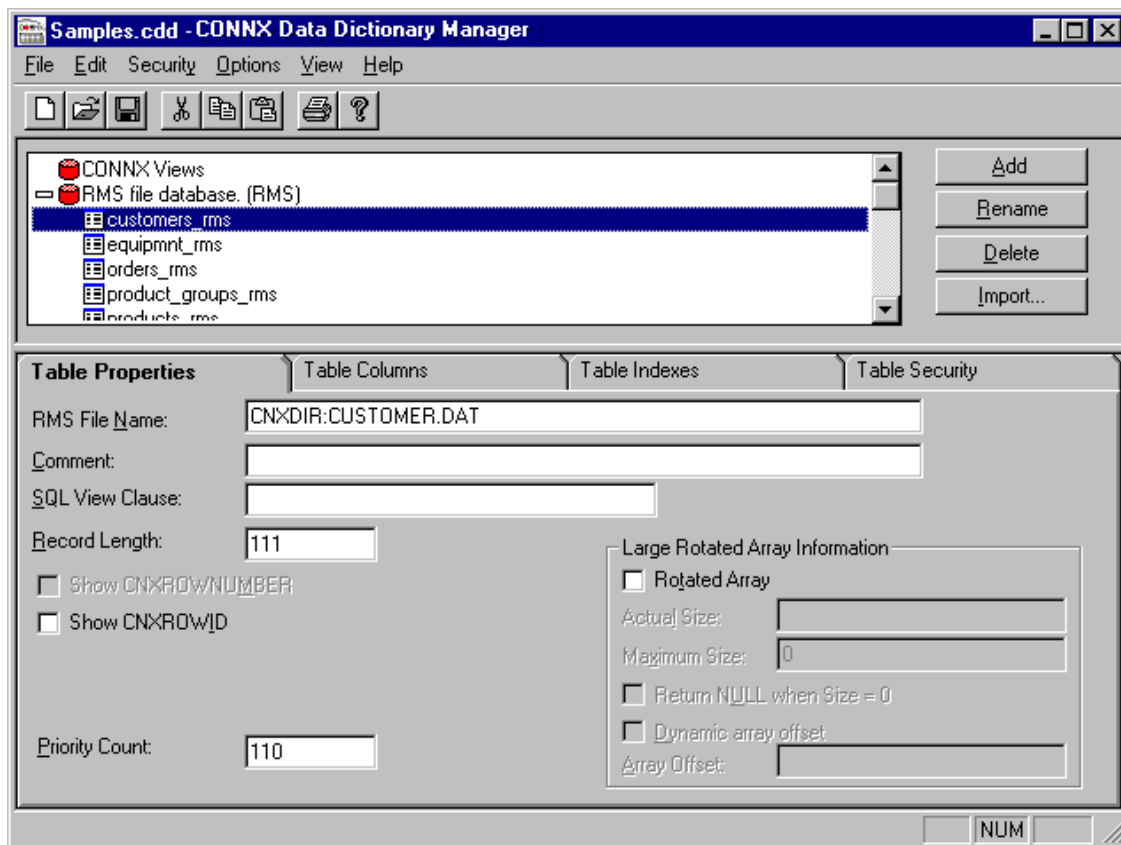 Samples.cdd - CONNX Data Dictionary Manager
File Edit Security Options View Help
CONNX Views
RMS file database. (RMS)
customers_rms
equipmnt_rms
orders_rms
product_groups_rms
products_rms
Add
Rename
Delete
Import...
Table Properties Table Columns Table Indexes Table Security
RMS File Name: CNXDIR:CUSTOMER.DAT
Comment:
SQL View Clause:
Record Length: 111
Show CNXROWNUMBER
Show CNXROWID
Priority Count: 110
Large Rotated Array Information
Rotated Array
Actual Size:
Maximum Size: 0
Return NULL when Size = 0
Dynamic array offset
Array Offset:
NUM